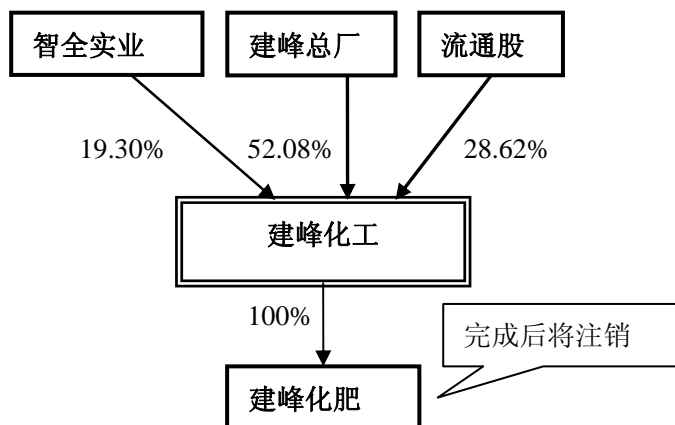 智全实业
建峰总厂
流通股
19.30%
52.08%
28.62%
建峰化工
100%
完成后将注销
建峰化肥